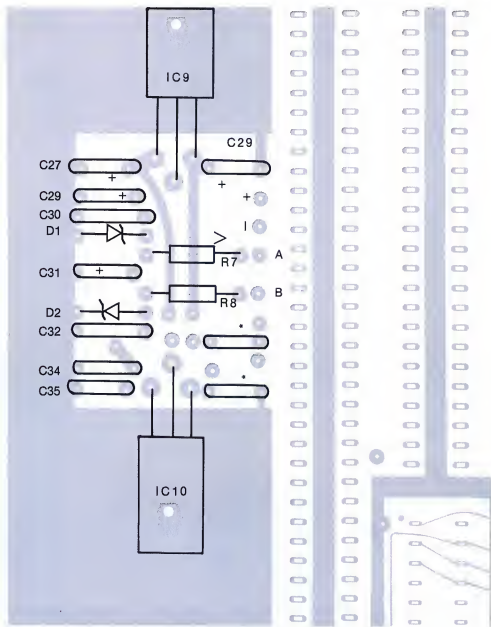 IC9
C29
C27
+
+
C29
+
+
C30
I
D1
R7
A
C31
+
R8
B
D2
C32
C34
C35
IC10